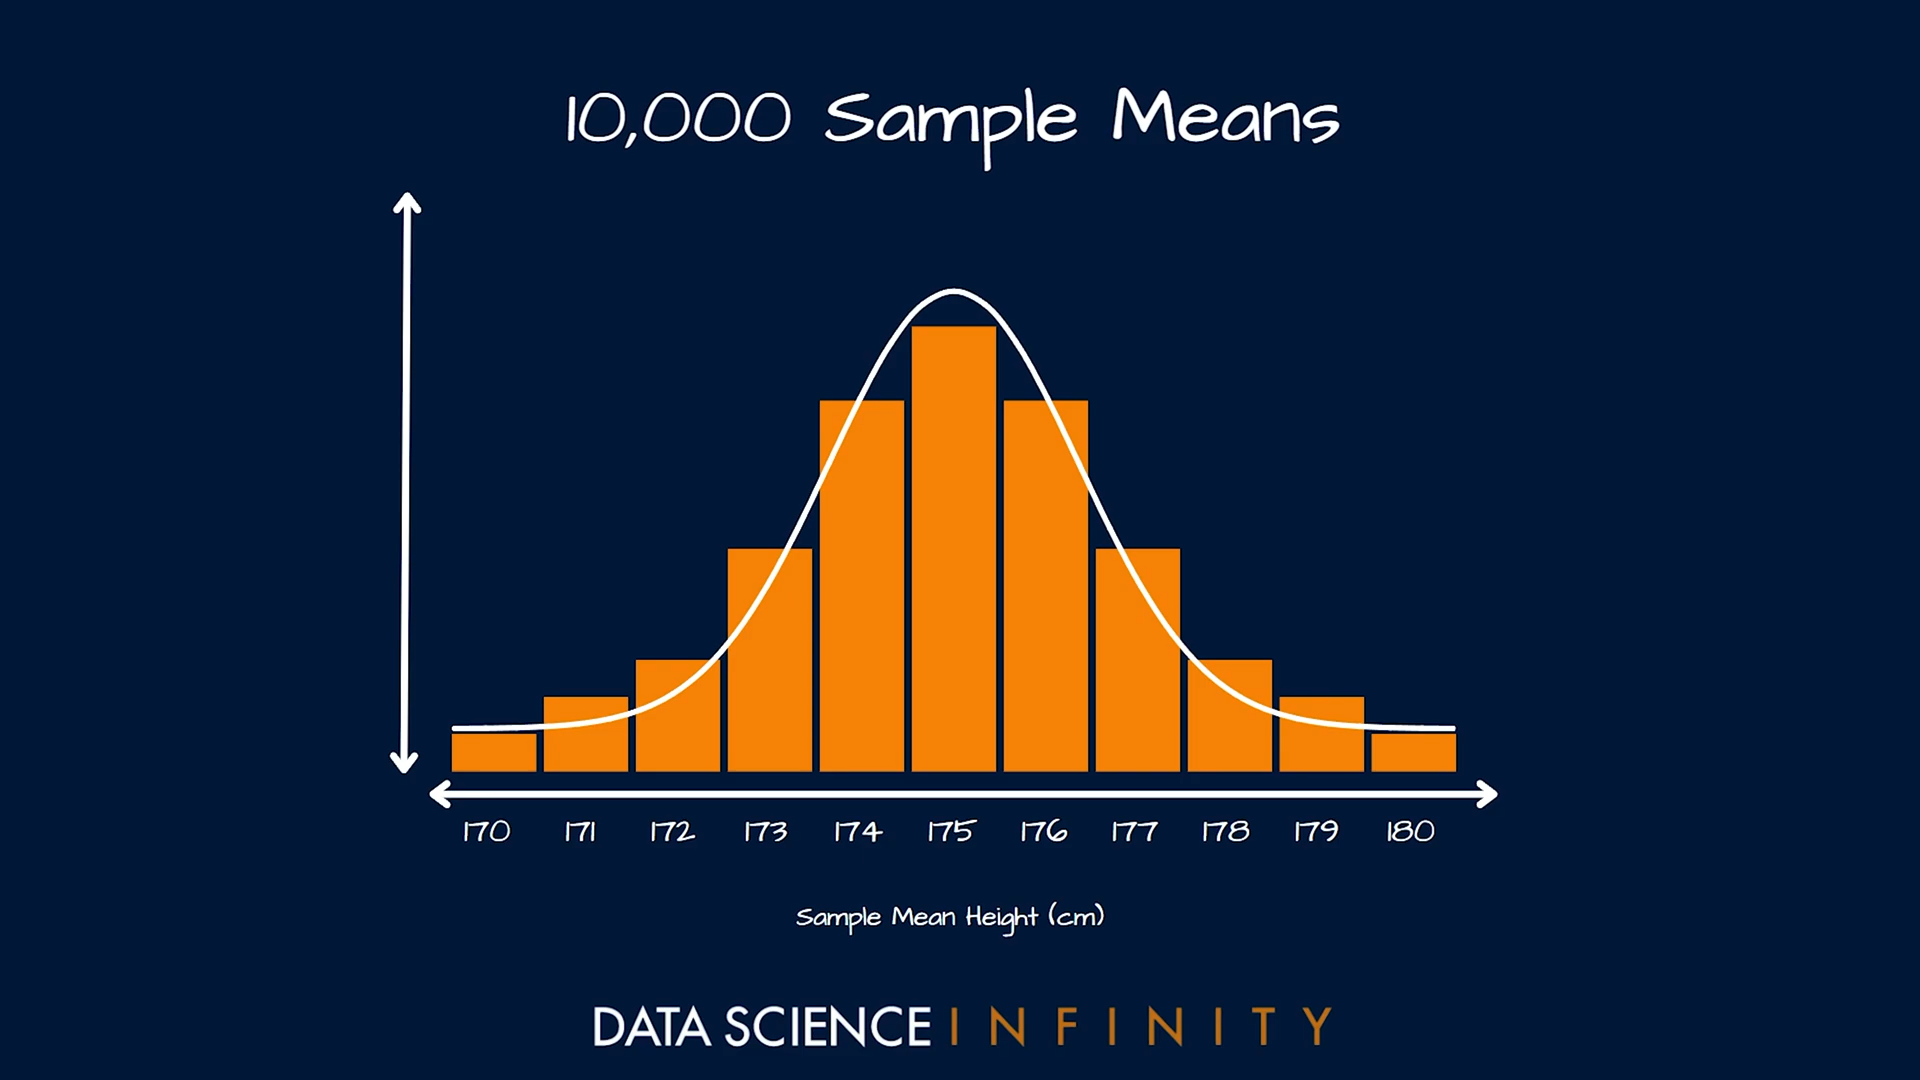 10,000 Sample Means
170 171 172 173 174 175 176 177 178 179 180
Sample Mean Height (cm)
DATA SCIENCE INFINITY